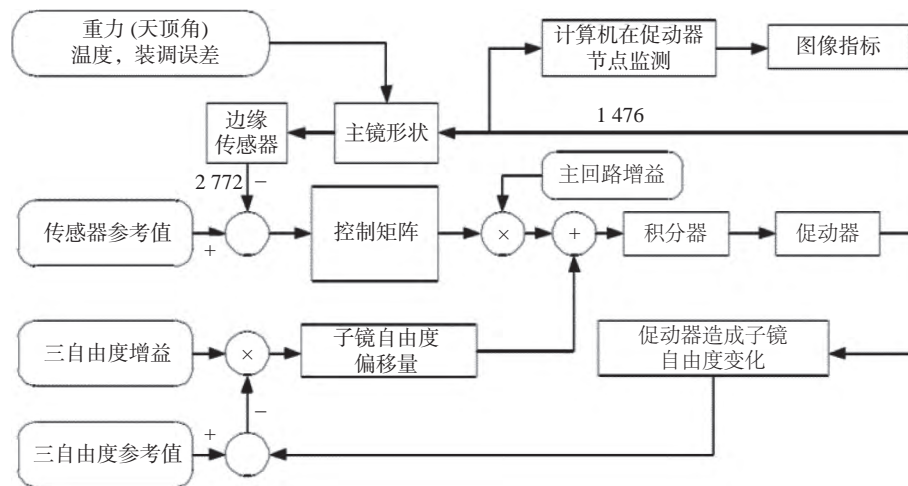 重力 (天顶角)
温度, 装调误差
计算机在促动器
节点监测
图像指标
1 476
边缘
传感器
主镜形状
2 772
−
主回路增益
传感器参考值
+
控制矩阵
×
+
积分器
促动器
三自由度增益
×
子镜自由度
偏移量
促动器造成子镜
自由度变化
−
三自由度参考值
+